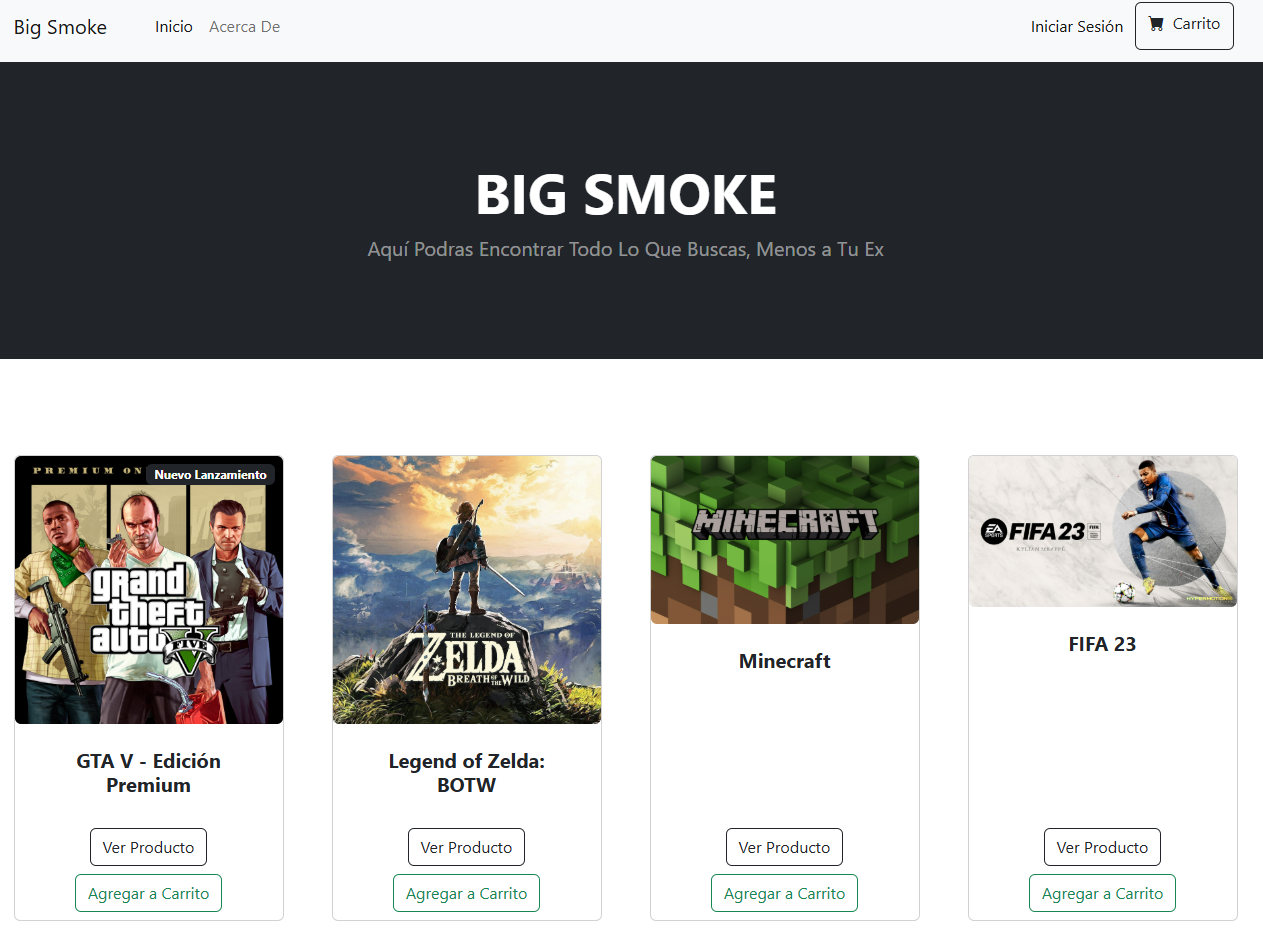 Big Smoke
Inicio
Acerca De
Iniciar Sesión
Carrito
BIG SMOKE
Aquí Podras Encontrar Todo Lo Que Buscas, Menos a Tu Ex
PREMIUM ON
Nuevo Lanzamiento
grand
theft
auto V
FIVE
GTA V - Edición
Premium
Ver Producto
Agregar a Carrito
THE LEGEND OF
ZELDA
BREATH OF THE WILD
Legend of Zelda:
BOTW
Ver Producto
Agregar a Carrito
MINECRAFT
Minecraft
Ver Producto
Agregar a Carrito
EA
SPORTS
FIFA 23
KYLIAN MBAPPÉ
HYPERMOTION2
FIFA 23
Ver Producto
Agregar a Carrito